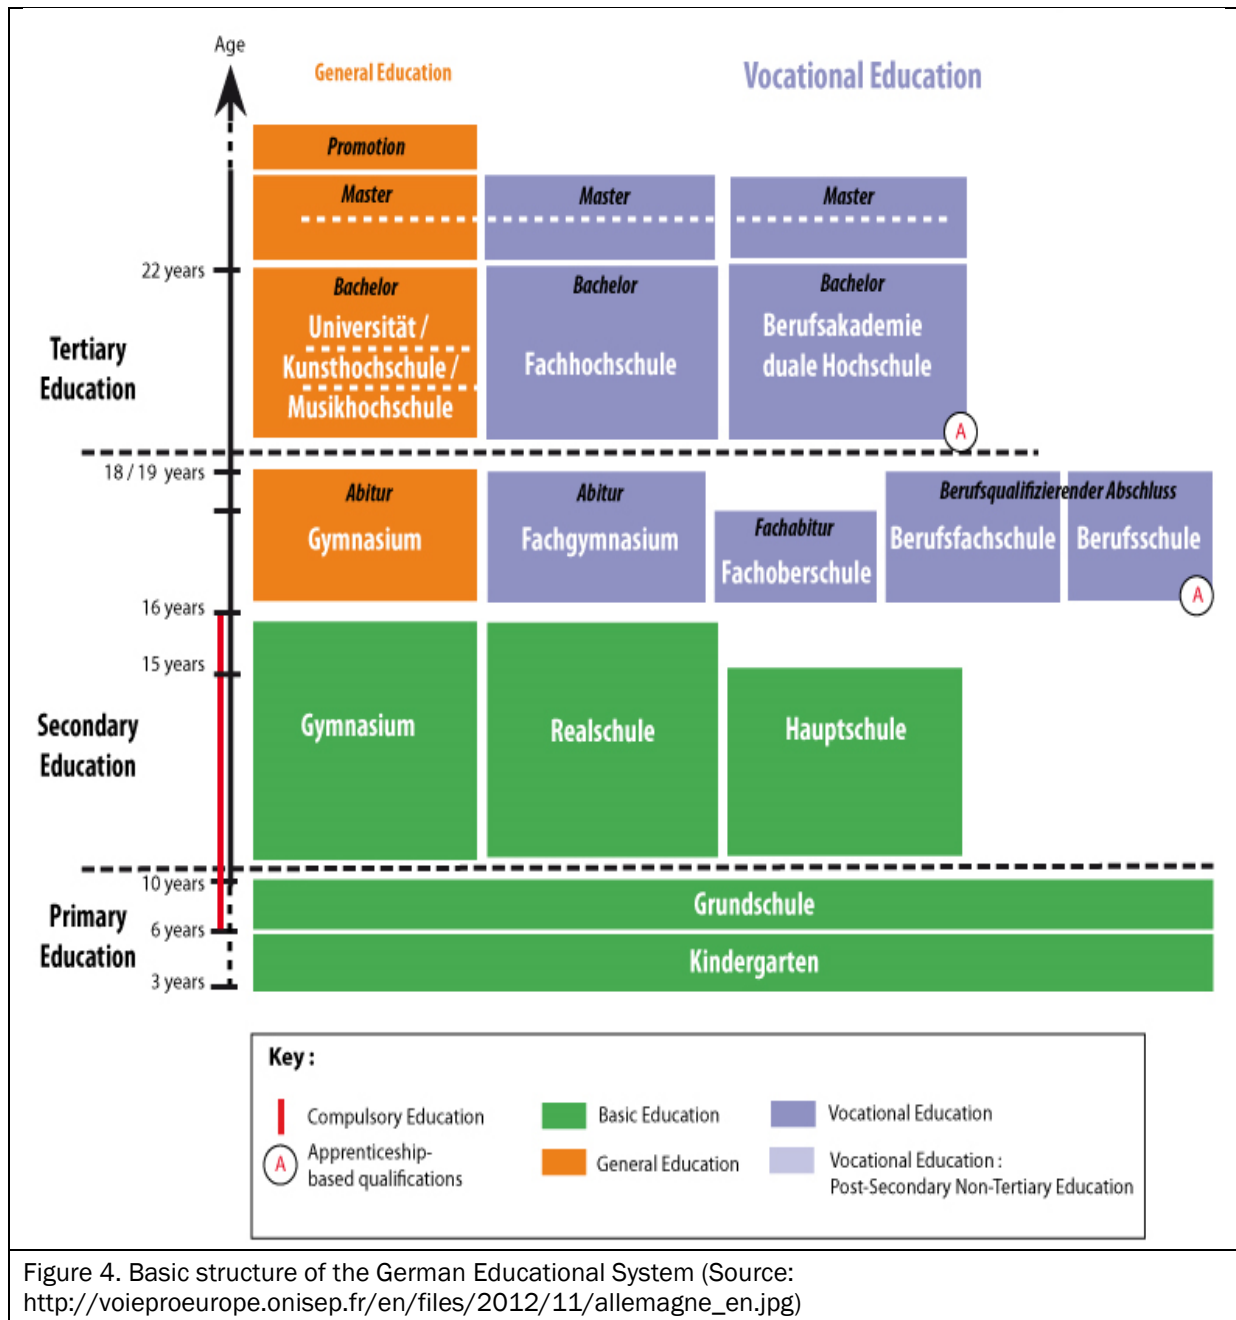 Age
General Education
Vocational Education
Promotion
Master
Master
Master
22 years
Bachelor
Bachelor
Bachelor
Tertiary
Education
Universität /
Kunsthochschule /
Musikhochschule
Fachhochschule
Berufsakademie
duale Hochschule
A
18 / 19 years
Abitur
Gymnasium
Abitur
Fachgymnasium
Fachabitur
Fachoberschule
Berufsqualifizierender Abschluss
Berufsfachschule
Berufsschule
A
16 years
15 years
Secondary
Education
Gymnasium
Realschule
Hauptschule
10 years
Primary
Education
6 years
3 years
Grundschule
Kindergarten
Key :
Compulsory Education
A
Apprenticeship-
based qualifications
Basic Education
General Education
Vocational Education
Vocational Education :
Post-Secondary Non-Tertiary Education
Figure 4. Basic structure of the German Educational System (Source:
http://voieproeurope.onisep.fr/en/files/2012/11/allemagne_en.jpg)